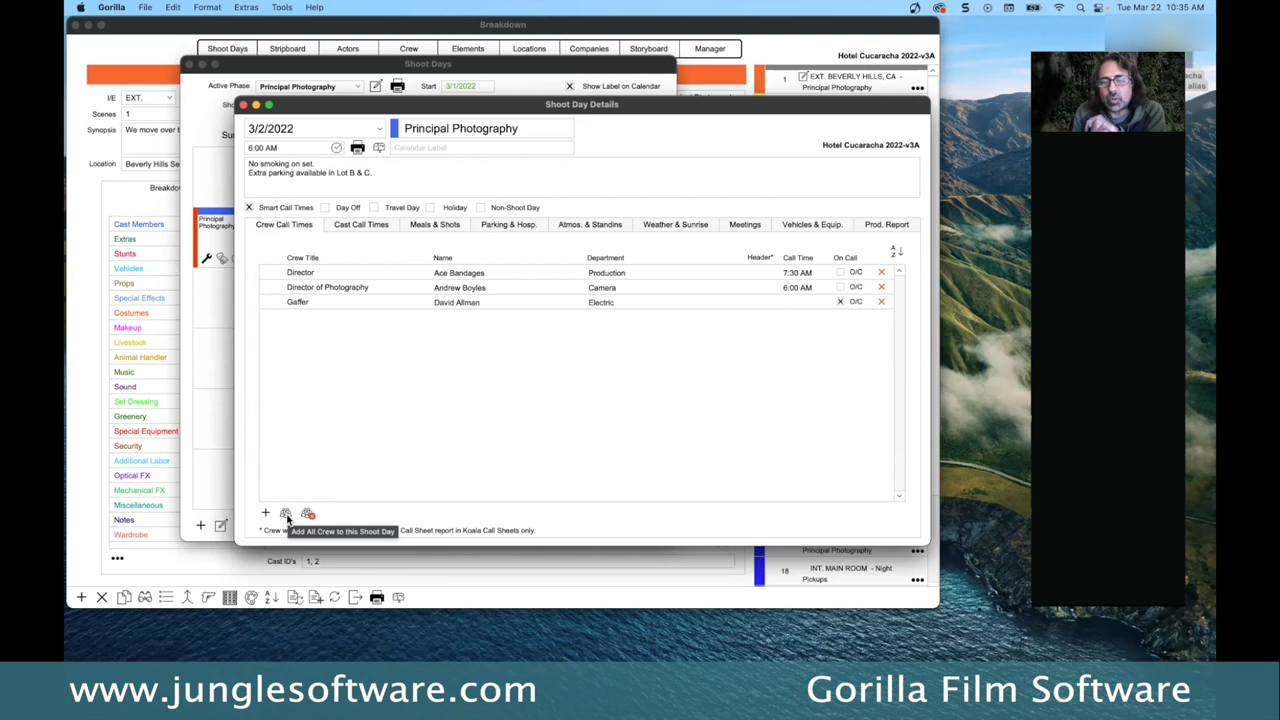 Gorilla File Edit Format Extras Tools Help
Tue Mar 22 10:35 AM
Breakdown
Shoot Days Stripboard Actors Crew Elements Locations Companies Storyboard Manager
Hotel Cucaracha 2022-v3A
Shoot Days
Active Phase Principal Photography Start 3/1/2022 Show Label on Calendar
1 EXT. BEVERLY HILLS, CA -
Principal Photography
I/E EXT.
Scenes 1
Synopsis We move over t
Location Beverly Hills Se
Shoot Day Details
3/2/2022 Principal Photography
6:00 AM Calendar Label
Hotel Cucaracha 2022-v3A
No smoking on set.
Extra parking available in Lot B & C.
Smart Call Times Day Off Travel Day Holiday Non-Shoot Day
Crew Call Times Cast Call Times Meals & Shots Parking & Hosp. Atmos. & Standins Weather & Sunrise Meetings Vehicles & Equip. Prod. Report
Crew Title Name Department Header* Call Time On Call
Director Ace Bandages Production 7:30 AM O/C
Director of Photography Andrew Boyles Camera 6:00 AM O/C
Gaffer David Allman Electric O/C
Add All Crew to this Shoot Day
* Crew w
Call Sheet report in Koala Call Sheets only.
Principal
Photography
Breakdow
Cast Members
Extras
Stunts
Vehicles
Props
Special Effects
Costumes
Makeup
Livestock
Animal Handler
Music
Sound
Set Dressing
Greenery
Special Equipment
Security
Additional Labor
Optical FX
Mechanical FX
Miscellaneous
Notes
Wardrobe
Cast ID's 1, 2
Principal Photography
18 INT. MAIN ROOM - Night
Pickups
acha
alias
www.junglesoftware.com Gorilla Film Software